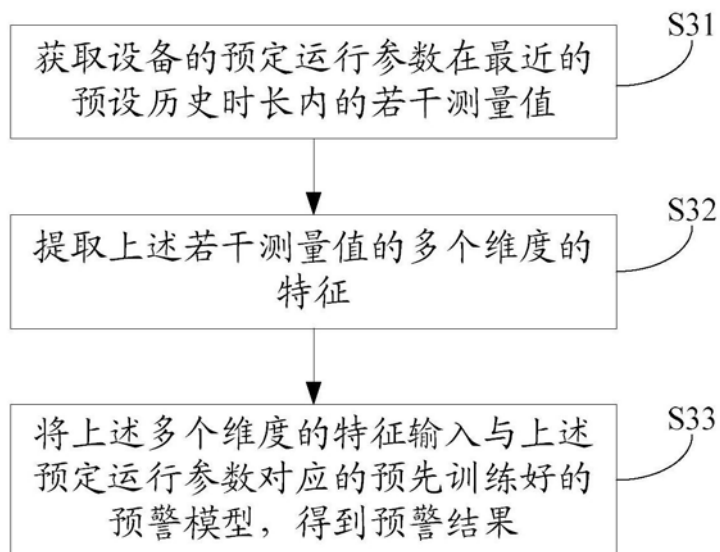 S31
获取设备的预定运行参数在最近的
预设历史时长内的若干测量值
S32
提取上述若干测量值的多个维度的
特征
S33
将上述多个维度的特征输入与上述
预定运行参数对应的预先训练好的
预警模型，得到预警结果